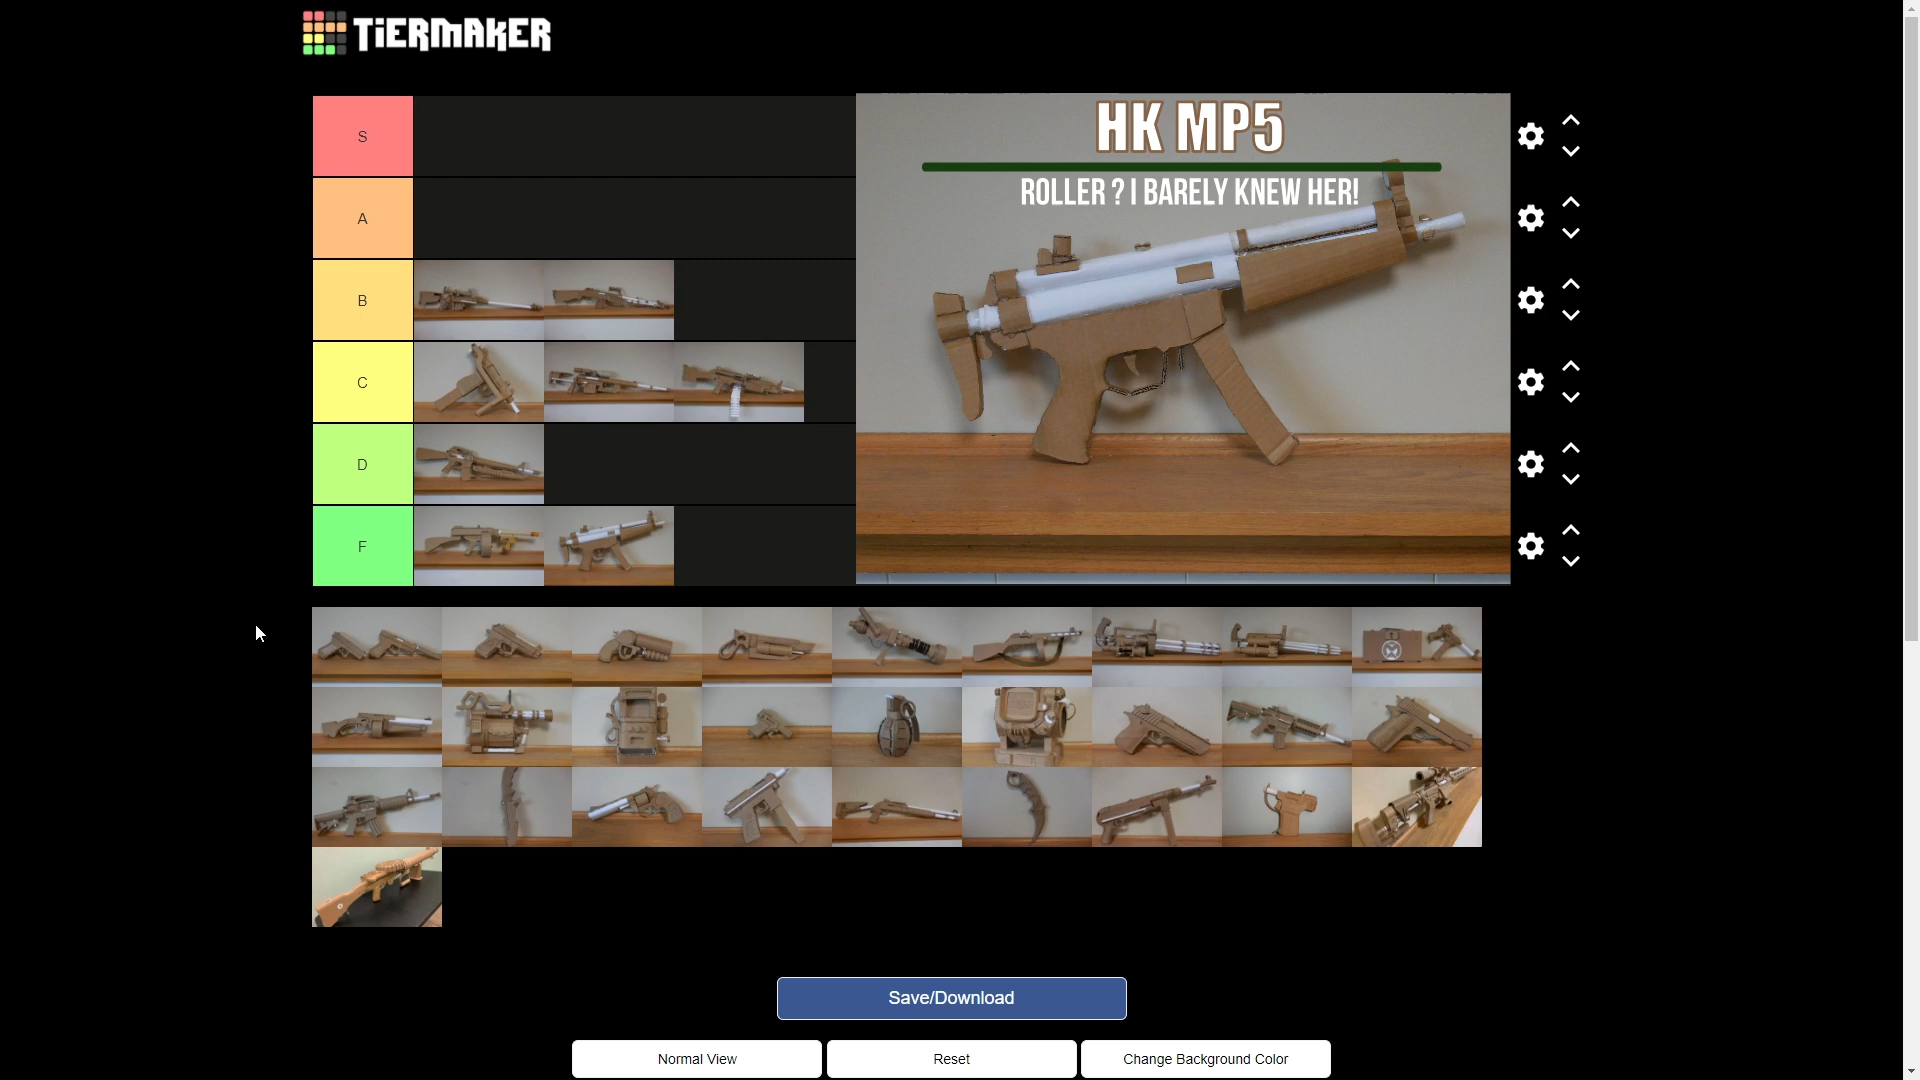 TiERMAKER
S
HK MP5
ROLLER ? I BARELY KNEW HER!
A
B
C
D
F
Save/Download
Normal View
Reset
Change Background Color